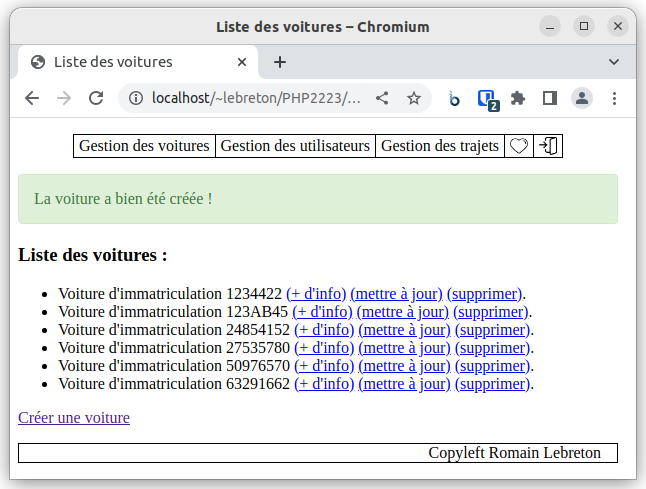 Liste des voitures – Chromium
Liste des voitures
localhost/~lebreton/PHP2223/…
2
Gestion des voitures Gestion des utilisateurs Gestion des trajets
La voiture a bien été créée !
Liste des voitures :
Voiture d'immatriculation 1234422 (+ d'info) (mettre à jour) (supprimer).
Voiture d'immatriculation 123AB45 (+ d'info) (mettre à jour) (supprimer).
Voiture d'immatriculation 24854152 (+ d'info) (mettre à jour) (supprimer).
Voiture d'immatriculation 27535780 (+ d'info) (mettre à jour) (supprimer).
Voiture d'immatriculation 50976570 (+ d'info) (mettre à jour) (supprimer).
Voiture d'immatriculation 63291662 (+ d'info) (mettre à jour) (supprimer).
Créer une voiture
Copyleft Romain Lebreton